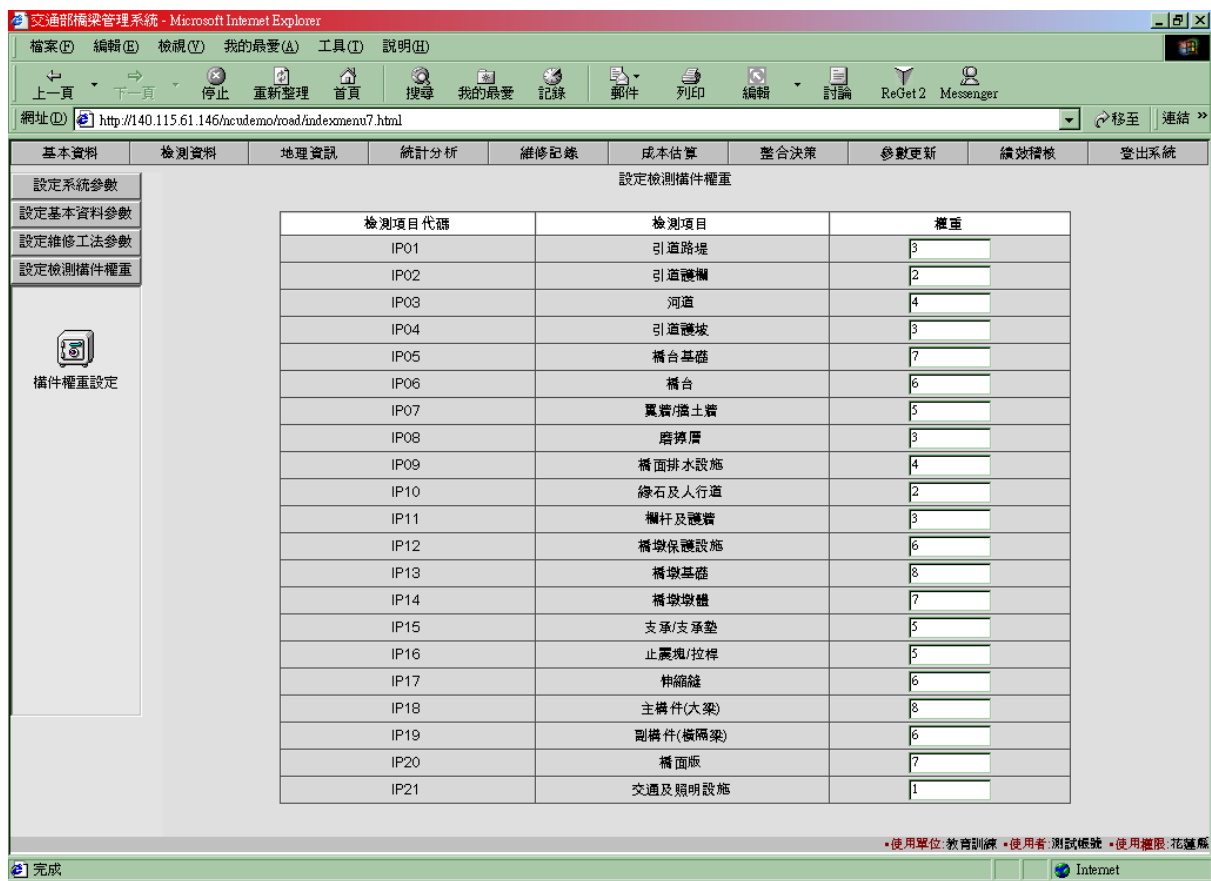 交通部橋梁管理系統 - Microsoft Internet Explorer
檔案(F) 編輯(E) 檢視(V) 我的最愛(A) 工具(T) 說明(H)
上一頁 下一頁 停止 重新整理 首頁 搜尋 我的最愛 記錄 郵件 列印 編輯 討論 ReGet 2 Messenger
網址(D) http://140.115.61.146/ncudemo/road/indexmenu7.html 移至 連結 »
基本資料 檢測資料 地理資訊 統計分析 維修記錄 成本估算 整合決策 參數更新 績效稽核 登出系統
設定系統參數
設定基本資料參數
設定維修工法參數
設定檢測構件權重
構件權重設定
設定檢測構件權重
檢測項目代碼 檢測項目 權重
IP01 引道路堤 3
IP02 引道護欄 2
IP03 河道 4
IP04 引道護坡 3
IP05 橋台基礎 7
IP06 橋台 6
IP07 翼牆/擋土牆 5
IP08 磨擦層 3
IP09 橋面排水設施 4
IP10 緣石及人行道 2
IP11 欄杆及護牆 3
IP12 橋墩保護設施 6
IP13 橋墩基礎 8
IP14 橋墩墩體 7
IP15 支承/支承墊 5
IP16 止震塊/拉桿 5
IP17 伸縮縫 6
IP18 主構件(大梁) 8
IP19 副構件(橫隔梁) 6
IP20 橋面版 7
IP21 交通及照明設施 1
▪使用單位:教育訓練 ▪使用者:測試帳號 ▪使用權限:花蓮縣
完成 Internet